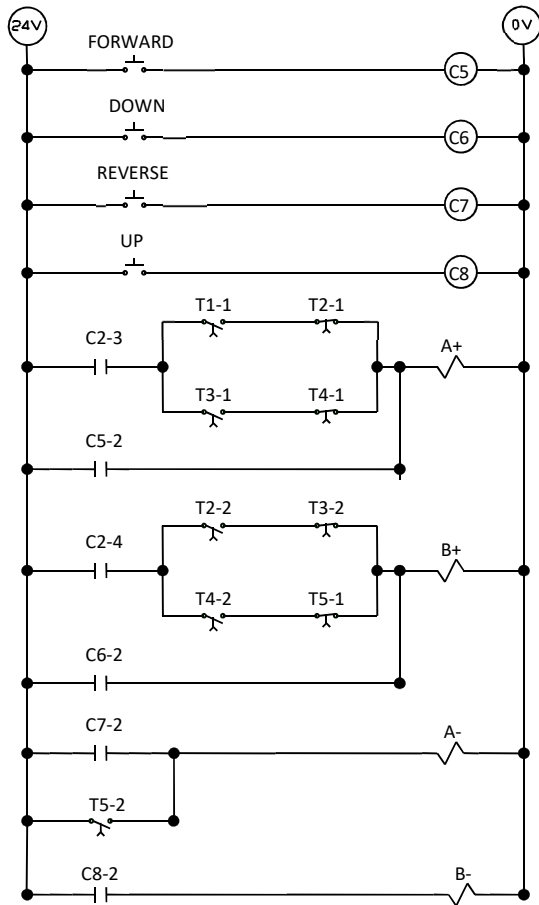 24V
0V
FORWARD
C5
DOWN
C6
REVERSE
C7
UP
C8
T1-1
T2-1
C2-3
A+
T3-1
T4-1
C5-2
T2-2
T3-2
C2-4
B+
T4-2
T5-1
C6-2
C7-2
A-
T5-2
C8-2
B-